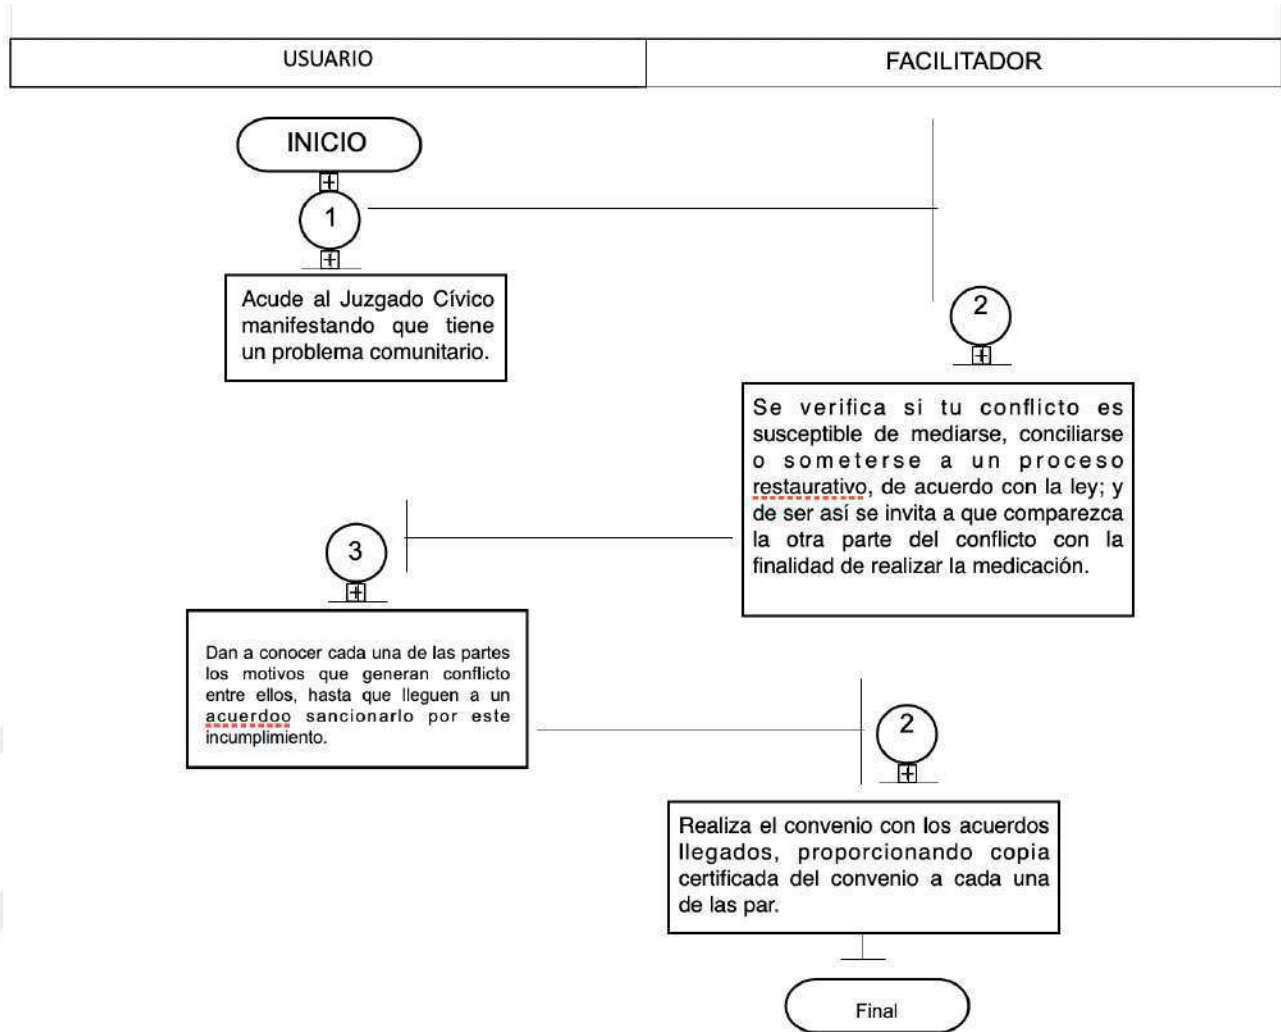 USUARIO
FACILITADOR
INICIO
1
Acude al Juzgado Cívico
manifestando que tiene
un problema comunitario.
2
Se verifica si tu conflicto es
susceptible de mediarse, conciliarse
o someterse a un proceso
restaurativo, de acuerdo con la ley; y
de ser así se invita a que comparezca
la otra parte del conflicto con la
finalidad de realizar la medicación.
3
Dan a conocer cada una de las partes
los motivos que generan conflicto
entre ellos, hasta que lleguen a un
acuerdoo sancionarlo por este
incumplimiento.
2
Realiza el convenio con los acuerdos
llegados, proporcionando copia
certificada del convenio a cada una
de las par.
Final